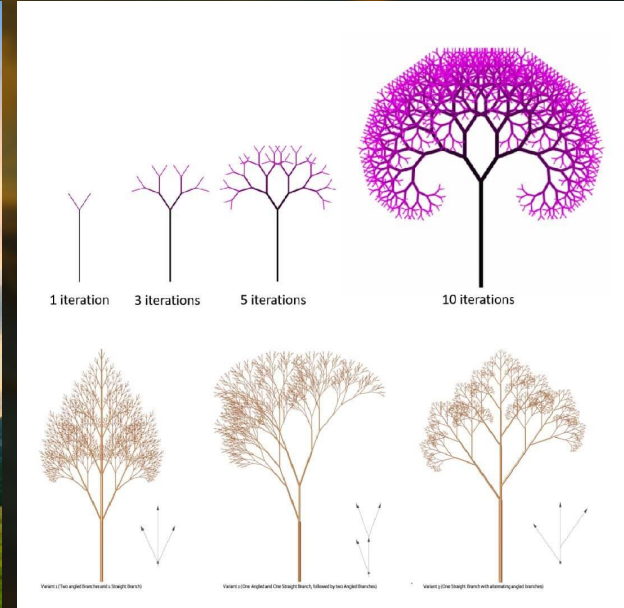 1 iteration
3 iterations
5 iterations
10 iterations
Variant 1 (Two angled Branches and 1 Straight Branch)
Variant 2 (One Angled and One Straight Branch, followed by two Angled Branches)
Variant 3 (One Straight Branch with alternating angled branches)